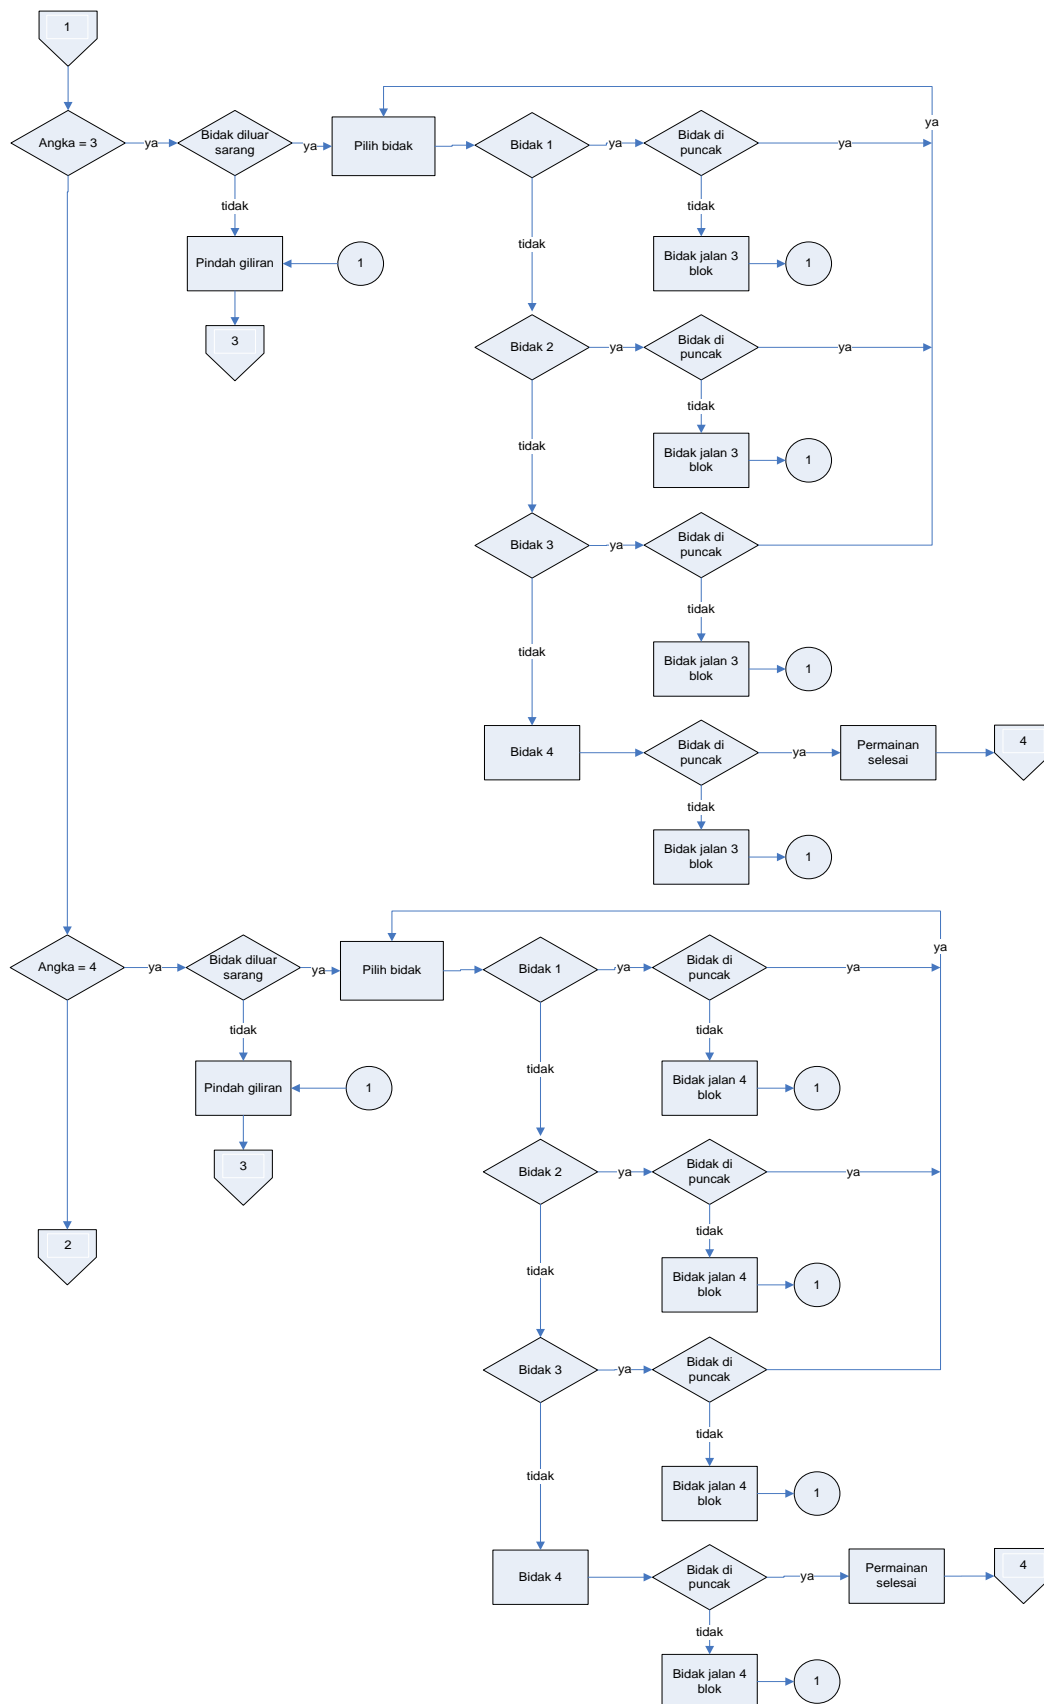 1
Angka = 3
ya
Bidak diluar
sarang
ya
Pilih bidak
Bidak 1
ya
Bidak di
puncak
ya
ya
tidak
tidak
tidak
Pindah giliran
1
Bidak jalan 3
blok
1
3
Bidak 2
ya
Bidak di
puncak
ya
tidak
tidak
Bidak jalan 3
blok
1
Bidak 3
ya
Bidak di
puncak
tidak
tidak
Bidak jalan 3
blok
1
Bidak 4
Bidak di
puncak
ya
Permainan
selesai
4
tidak
Bidak jalan 3
blok
1
Angka = 4
ya
Bidak diluar
sarang
ya
Pilih bidak
Bidak 1
ya
Bidak di
puncak
ya
ya
tidak
tidak
tidak
Pindah giliran
1
Bidak jalan 4
blok
1
3
Bidak 2
ya
Bidak di
puncak
ya
2
tidak
tidak
Bidak jalan 4
blok
1
Bidak 3
ya
Bidak di
puncak
tidak
tidak
Bidak jalan 4
blok
1
Bidak 4
Bidak di
puncak
ya
Permainan
selesai
4
tidak
Bidak jalan 4
blok
1